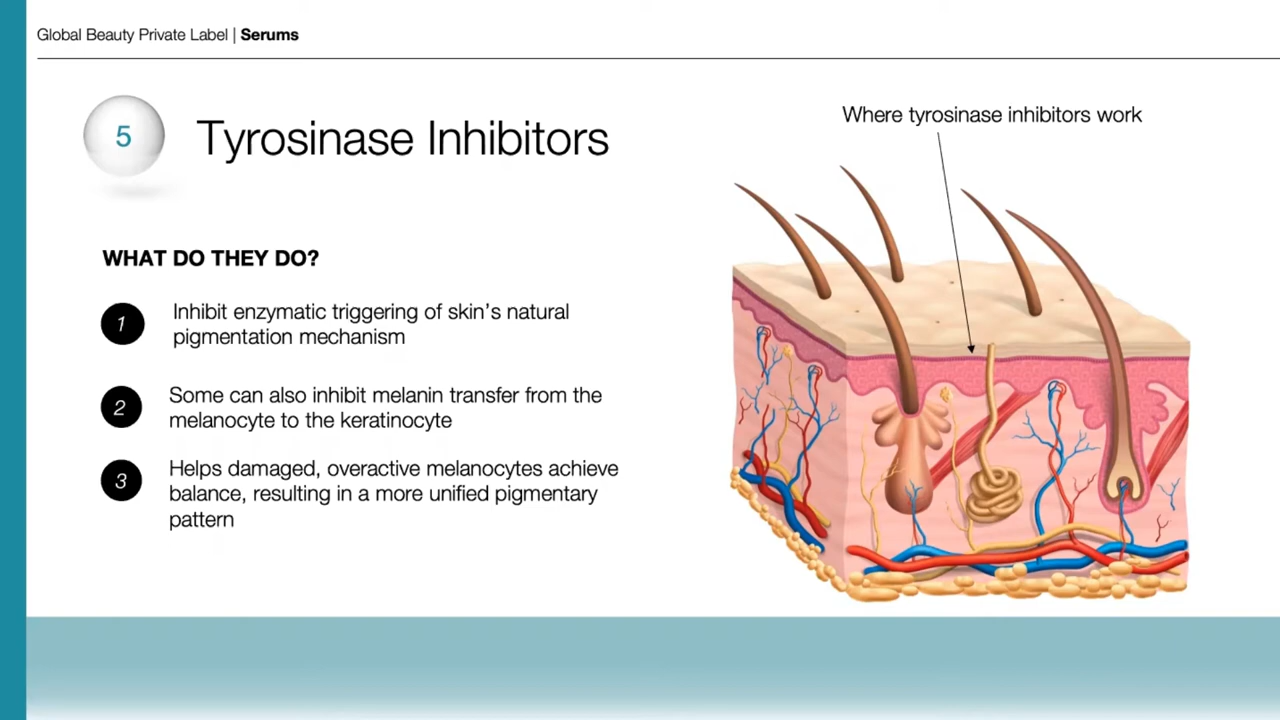 Global Beauty Private Label | Serums
5
Tyrosinase Inhibitors
Where tyrosinase inhibitors work
WHAT DO THEY DO?
1
Inhibit enzymatic triggering of skin’s natural
pigmentation mechanism
2
Some can also inhibit melanin transfer from the
melanocyte to the keratinocyte
3
Helps damaged, overactive melanocytes achieve
balance, resulting in a more unified pigmentary
pattern